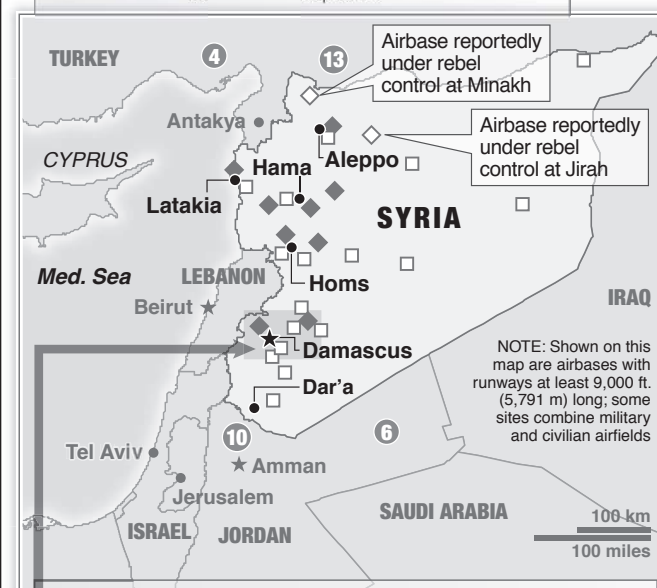 TURKEY
4
13
Airbase reportedly
under rebel
control at Minakh
Antakya
Airbase reportedly
under rebel
control at Jirah
CYPRUS
Aleppo
Hama
Latakia
SYRIA
Med. Sea
LEBANON
Homs
Beirut
IRAQ
Damascus
NOTE: Shown on this
map are airbases with
runways at least 9,000 ft.
(5,791 m) long; some
sites combine military
and civilian airfields
Dar'a
10
6
Tel Aviv
Amman
Jerusalem
SAUDI ARABIA
100 km
ISRAEL
JORDAN
100 miles